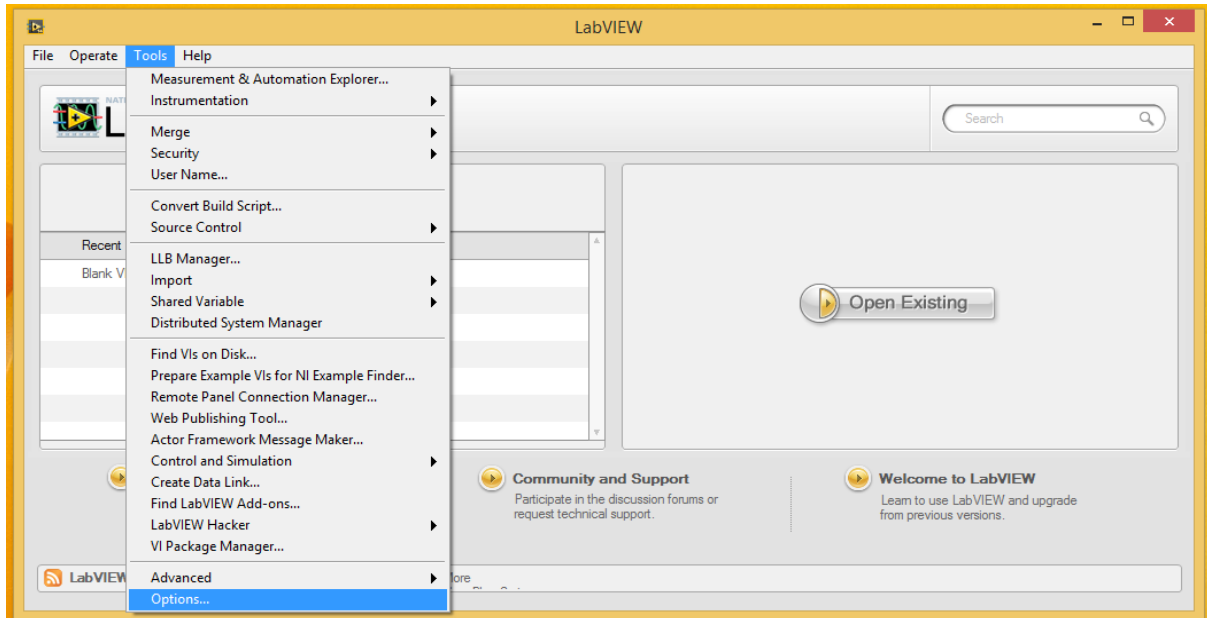 LabVIEW
File Operate Tools Help
Measurement & Automation Explorer...
Instrumentation
Merge
Security
User Name...
Convert Build Script...
Source Control
LLB Manager...
Import
Shared Variable
Distributed System Manager
Find VIs on Disk...
Prepare Example VIs for NI Example Finder...
Remote Panel Connection Manager...
Web Publishing Tool...
Actor Framework Message Maker...
Control and Simulation
Create Data Link...
Find LabVIEW Add-ons...
LabVIEW Hacker
VI Package Manager...
Advanced
Options...
NATI
L
Search
Recent
Blank V
Open Existing
Community and Support
Participate in the discussion forums or
request technical support.
Welcome to LabVIEW
Learn to use LabVIEW and upgrade
from previous versions.
LabVIEW
More